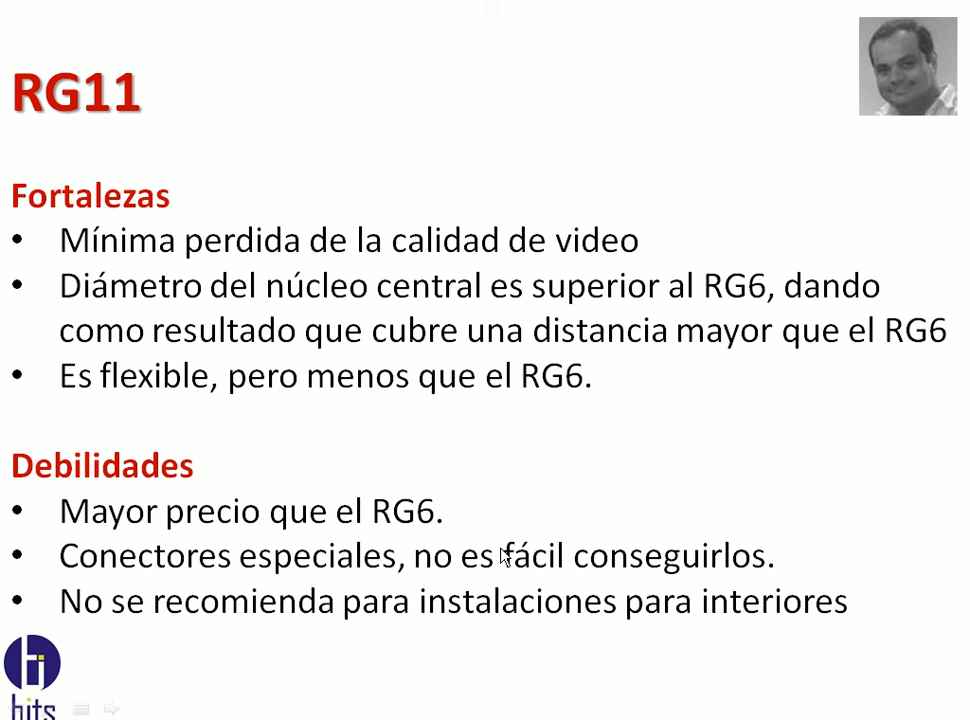 RG11
Fortalezas
• Mínima perdida de la calidad de video
• Diámetro del núcleo central es superior al RG6, dando
como resultado que cubre una distancia mayor que el RG6
• Es flexible, pero menos que el RG6.
Debilidades
• Mayor precio que el RG6.
• Conectores especiales, no es fácil conseguirlos.
• No se recomienda para instalaciones para interiores
hj
hits